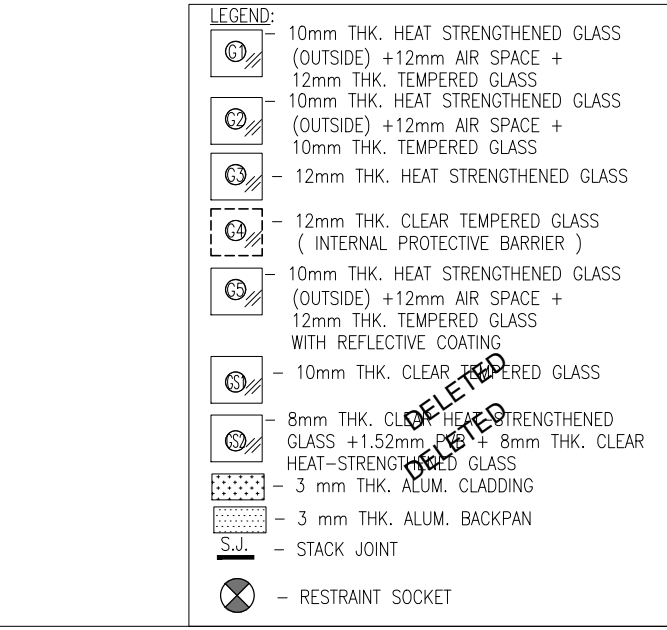 LEGEND:
G1 - 10mm THK. HEAT STRENGTHENED GLASS
(OUTSIDE) +12mm AIR SPACE +
12mm THK. TEMPERED GLASS
G2 - 10mm THK. HEAT STRENGTHENED GLASS
(OUTSIDE) +12mm AIR SPACE +
10mm THK. TEMPERED GLASS
G3 - 12mm THK. HEAT STRENGTHENED GLASS
G4 - 12mm THK. CLEAR TEMPERED GLASS
( INTERNAL PROTECTIVE BARRIER )
G5 - 10mm THK. HEAT STRENGTHENED GLASS
(OUTSIDE) +12mm AIR SPACE +
12mm THK. TEMPERED GLASS
WITH REFLECTIVE COATING
GS1 - 10mm THK. CLEAR TEMPERED GLASS
DELETED
GS2 - 8mm THK. CLEAR HEAT-STRENGTHENED
GLASS +1.52mm PVB + 8mm THK. CLEAR
HEAT-STRENGTHENED GLASS
DELETED
- 3 mm THK. ALUM. CLADDING
- 3 mm THK. ALUM. BACKPAN
S.J. - STACK JOINT
- RESTRAINT SOCKET